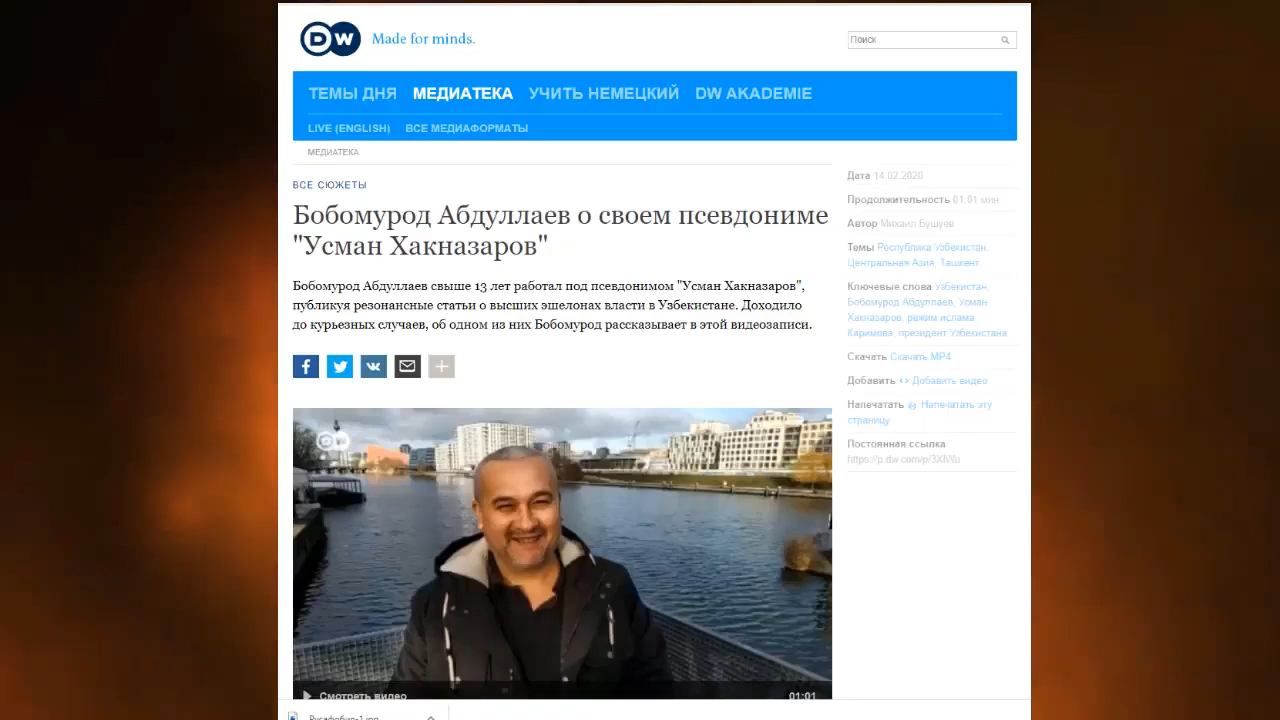 DW Made for minds.
Поиск
ТЕМЫ ДНЯ МЕДИАТЕКА УЧИТЬ НЕМЕЦКИЙ DW AKADEMIE
LIVE (ENGLISH) ВСЕ МЕДИАФОРМАТЫ
МЕДИАТЕКА
ВСЕ СЮЖЕТЫ
Бобомурод Абдуллаев о своем псевдониме
"Усман Хакназаров"
Бобомурод Абдуллаев свыше 13 лет работал под псевдонимом "Усман Хакназаров",
публикуя резонансные статьи о высших эшелонах власти в Узбекистане. Доходило
до курьезных случаев, об одном из них Бобомурод рассказывает в этой видеозаписи.
DW
Смотреть видео 01:01
Дата 14.02.2020
Продолжительность 01:01 мин.
Автор Михаил Бушуев
Темы Республика Узбекистан,
Центральная Азия, Ташкент
Ключевые слова Узбекистан,
Бобомурод Абдуллаев, Усман
Хакназаров, режим ислама
Каримова, президент Узбекистана
Скачать Скачать MP4
Добавить Добавить видео
Напечатать Напечатать эту
страницу
Постоянная ссылка